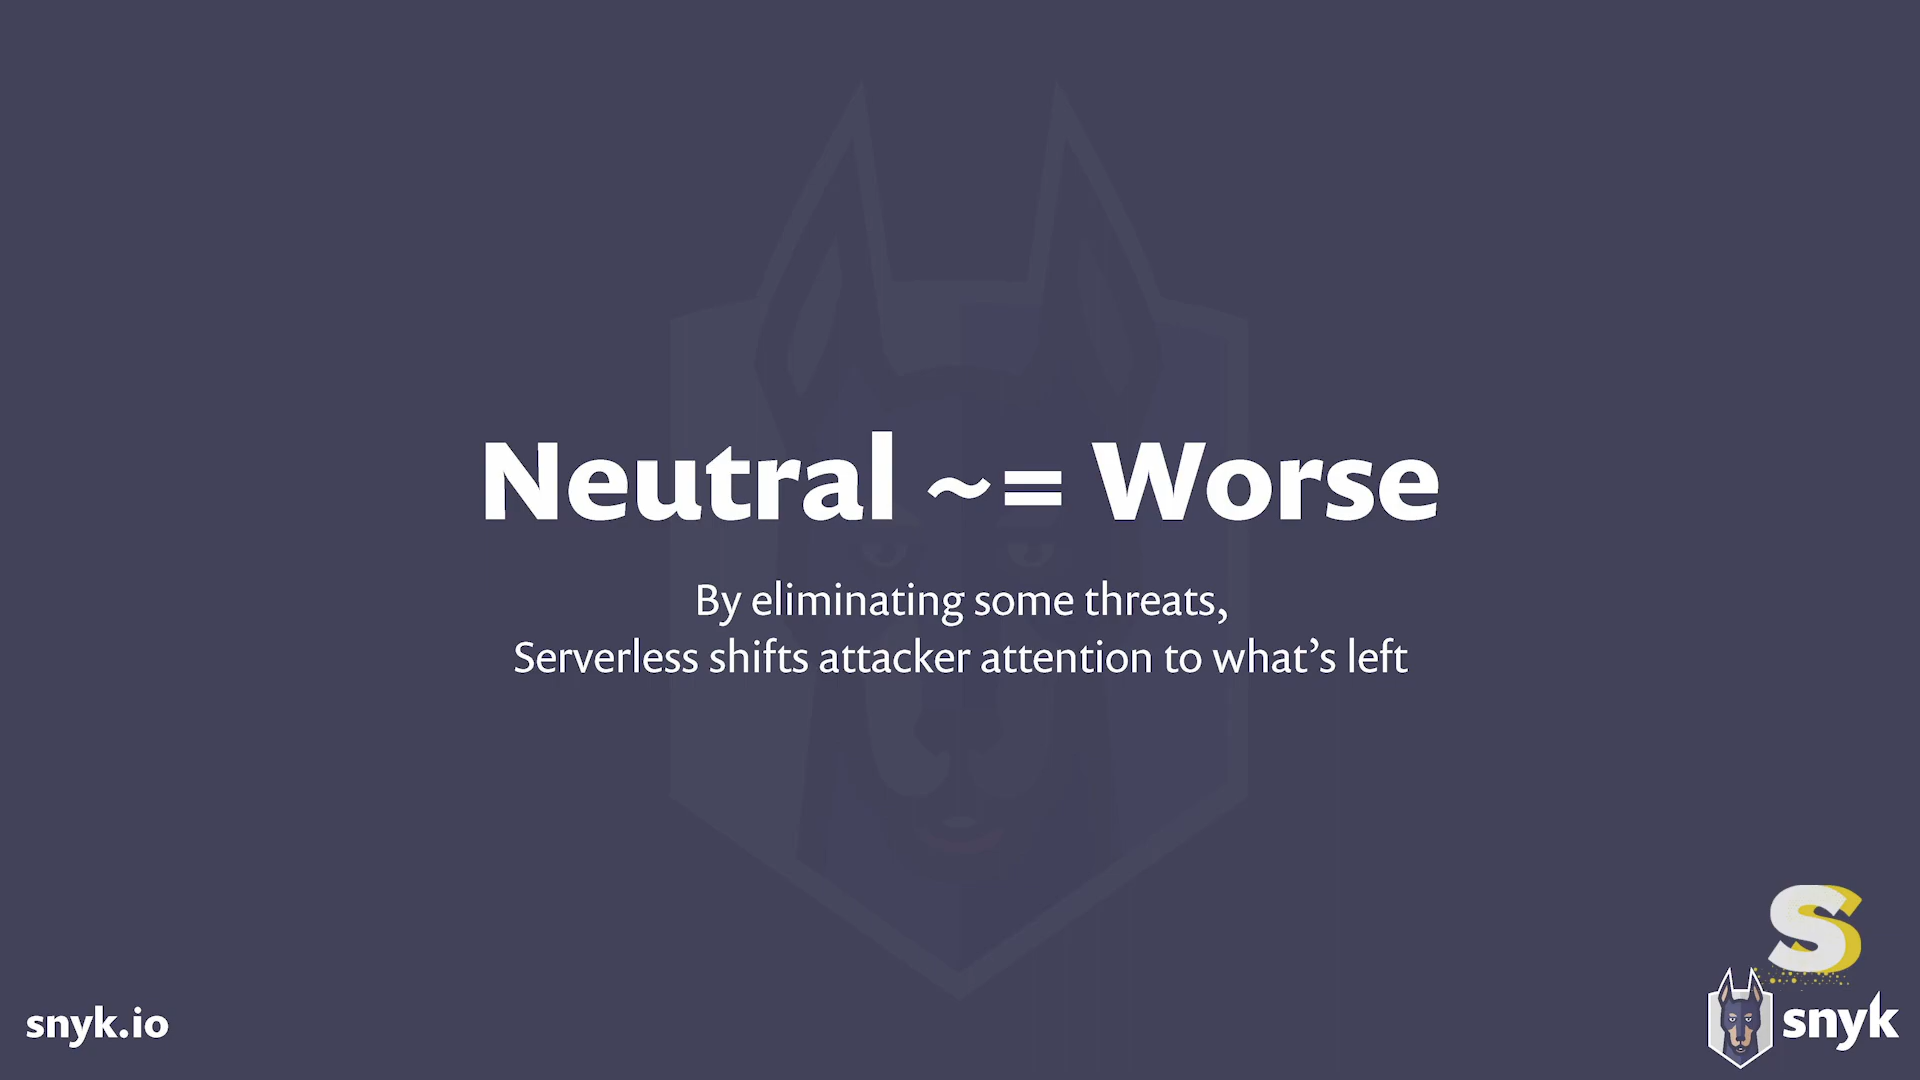 Neutral ~= Worse
By eliminating some threats,
Serverless shifts attacker attention to what’s left
S
snyk.io
snyk